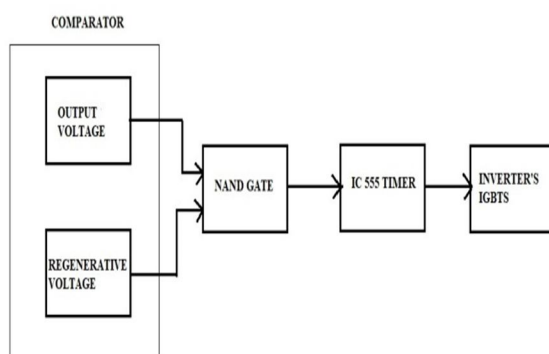 COMPARATOR
OUTPUT
VOLTAGE
REGENERATIVE
VOLTAGE
NAND GATE
IC 555 TIMER
INVERTER'S
IGBTS